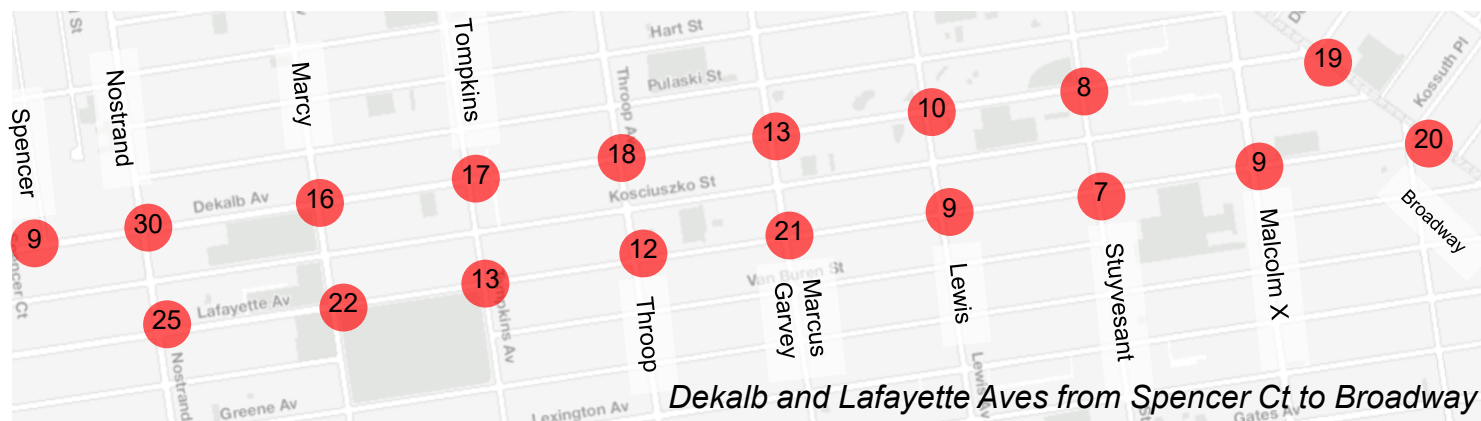 St
Hart St
D
Kossuth Pl
Tompkins
Nostrand
Marcy
Throop A
Pulaski St
19
8
10
Spencer
13
20
18
9
Dekalb Av
17
Kosciuszko St
7
16
Broadway
30
9
9
21
Malcolm X
12
Stuyvesant
Spencer Ct
13
Van Buren St
Lewis
Lafayette Av
22
Marcus
Garvey
25
Throop
mpkins Av
Nostrand
Lewis Av
Greene Av
Lexington Av
St
Gates Av
Dekalb and Lafayette Aves from Spencer Ct to Broadway